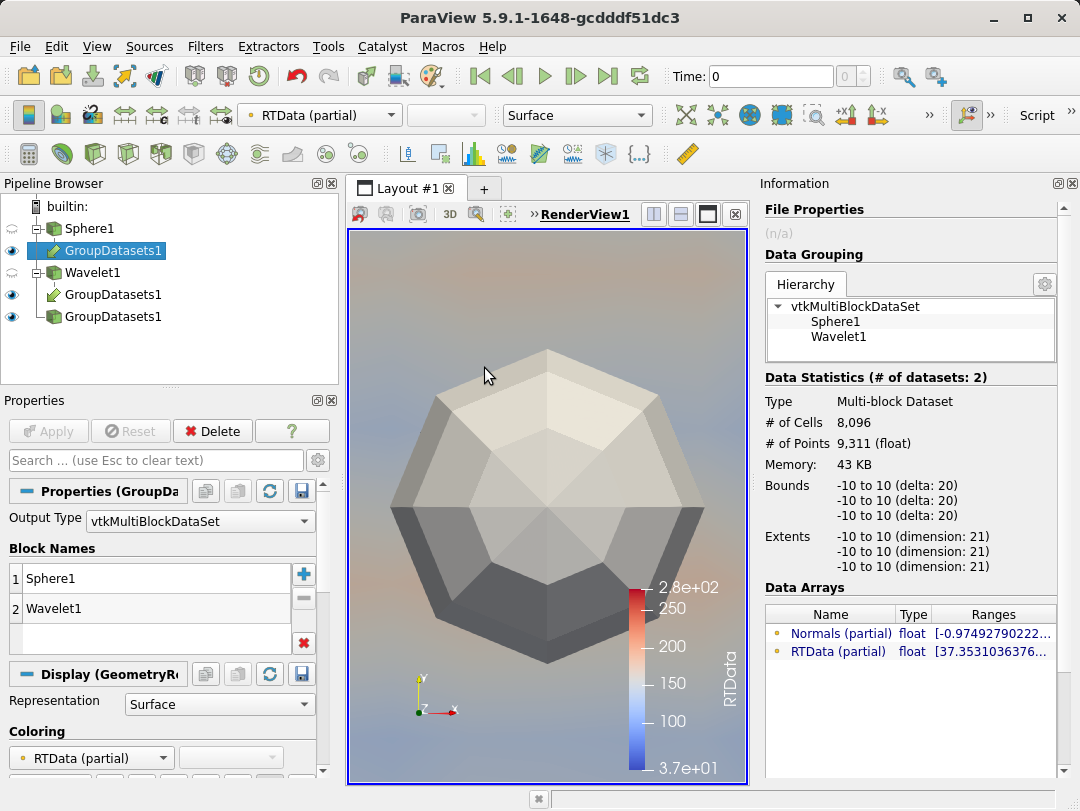 ParaView 5.9.1-1648-gcdddf51dc3
File Edit View Sources Filters Extractors Tools Catalyst Macros Help
Time: 0 0
RTData (partial) Surface +X -X Script
Pipeline Browser
builtin:
Sphere1
GroupDatasets1
Wavelet1
GroupDatasets1
GroupDatasets1
Properties
Apply Reset Delete ?
Search ... (use Esc to clear text)
Properties (GroupDa
Output Type vtkMultiBlockDataSet
Block Names
1 Sphere1
2 Wavelet1
Display (GeometryRe
Representation Surface
Coloring
RTData (partial)
Layout #1 +
3D RenderView1
2.8e+02
250
200
150
100
3.7e+01
RTData
Y
Z X
Information
File Properties
(n/a)
Data Grouping
Hierarchy
vtkMultiBlockDataSet
Sphere1
Wavelet1
Data Statistics (# of datasets: 2)
Type Multi-block Dataset
# of Cells 8,096
# of Points 9,311 (float)
Memory: 43 KB
Bounds -10 to 10 (delta: 20)
-10 to 10 (delta: 20)
-10 to 10 (delta: 20)
Extents -10 to 10 (dimension: 21)
-10 to 10 (dimension: 21)
-10 to 10 (dimension: 21)
Data Arrays
Name Type Ranges
Normals (partial) float [-0.97492790222...
RTData (partial) float [37.3531036376...